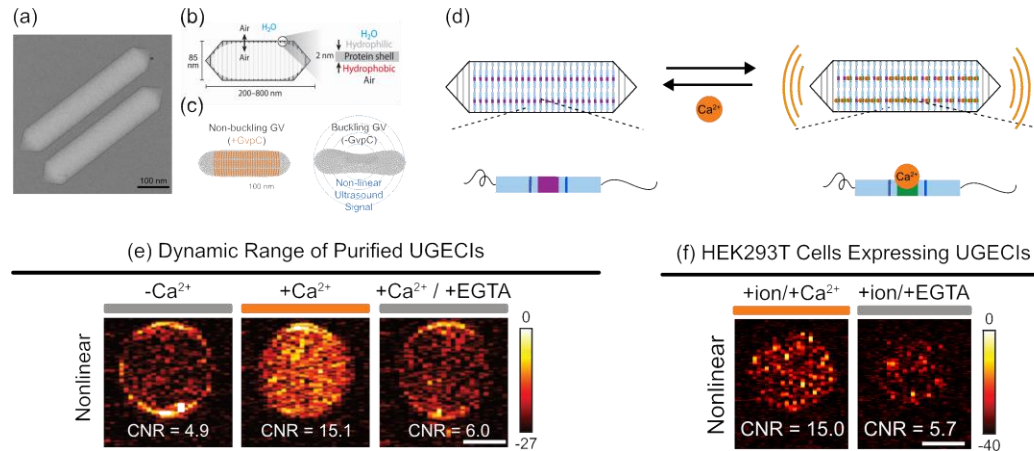 (a)
100 nm
(b)
Air
H₂O
Air
85
nm
200–800 nm
2 nm
H₂O
Hydrophilic
Protein shell
Hydrophobic
Air
(c)
Non-buckling GV
(+GvpC)
100 nm
Buckling GV
(-GvpC)
Non-linear
Ultrasound
Signal
(d)
Ca²⁺
Ca²⁺
(e) Dynamic Range of Purified UGECIs
-Ca²⁺
+Ca²⁺
+Ca²⁺ / +EGTA
Nonlinear
CNR = 4.9
CNR = 15.1
CNR = 6.0
0
-27
(f) HEK293T Cells Expressing UGECIs
+ion/+Ca²⁺
+ion/+EGTA
Nonlinear
CNR = 15.0
CNR = 5.7
0
-40